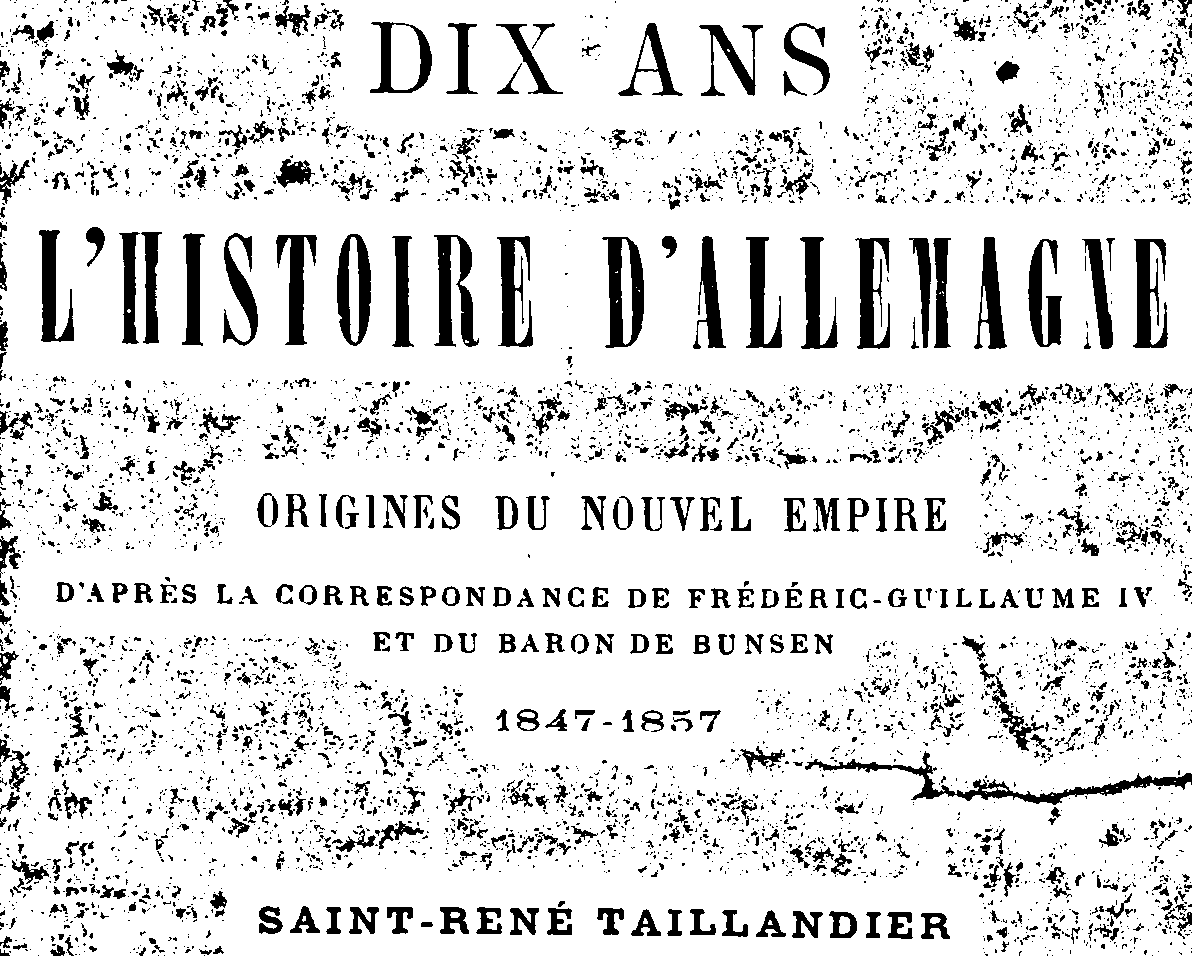 DIX ANS
L'HISTOIRE D'ALLEMAGNE
ORIGINES DU NOUVEL EMPIRE
D'APRÈS LA CORRESPONDANCE DE FRÉDÉRIC-GUILLAUME IV
ET DU BARON DE BUNSEN
1847-1857
SAINT-RENÉ TAILLANDIER